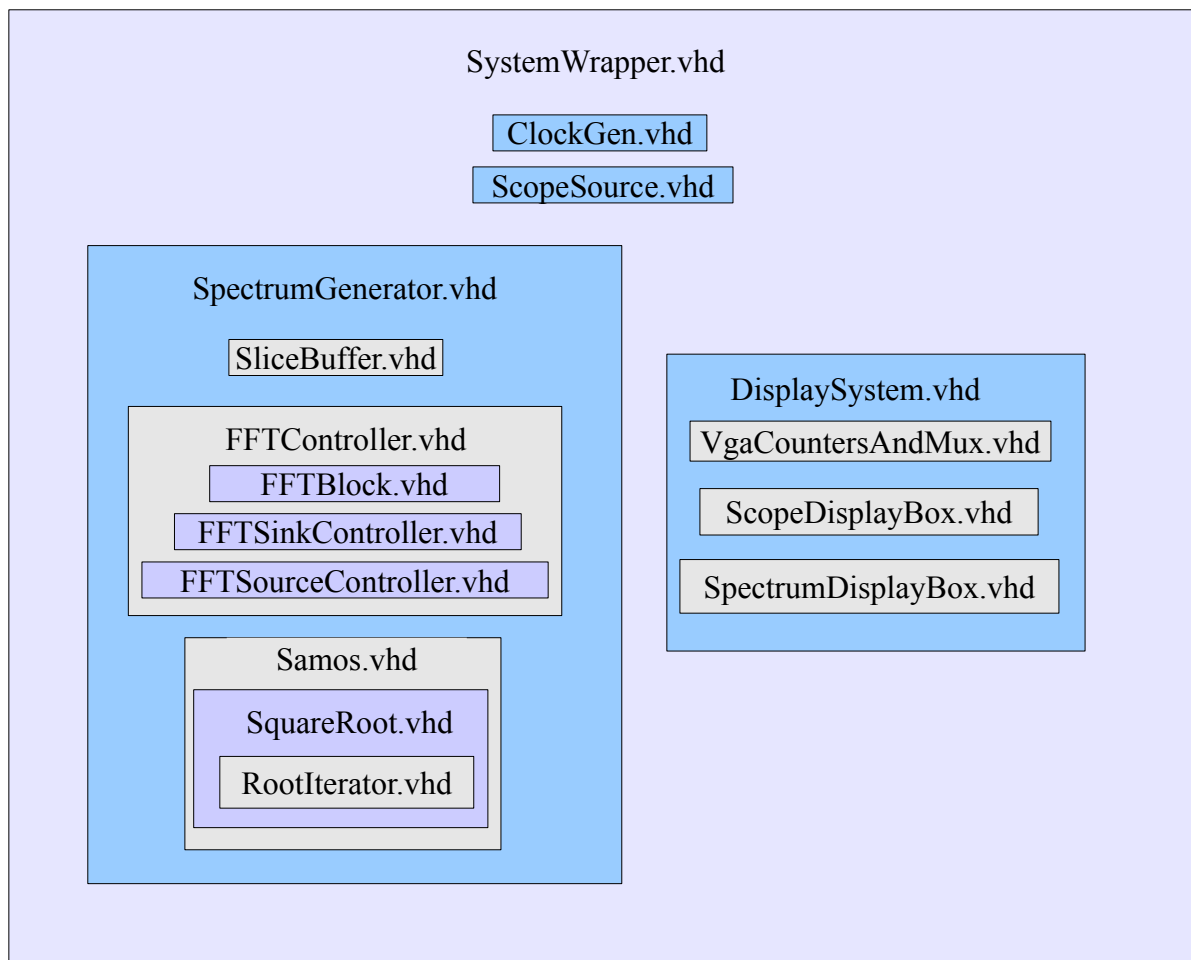 SystemWrapper.vhd
ClockGen.vhd
ScopeSource.vhd
SpectrumGenerator.vhd
SliceBuffer.vhd
FFTController.vhd
FFTBlock.vhd
FFTSinkController.vhd
FFTSourceController.vhd
Samos.vhd
SquareRoot.vhd
RootIterator.vhd
DisplaySystem.vhd
VgaCountersAndMux.vhd
ScopeDisplayBox.vhd
SpectrumDisplayBox.vhd